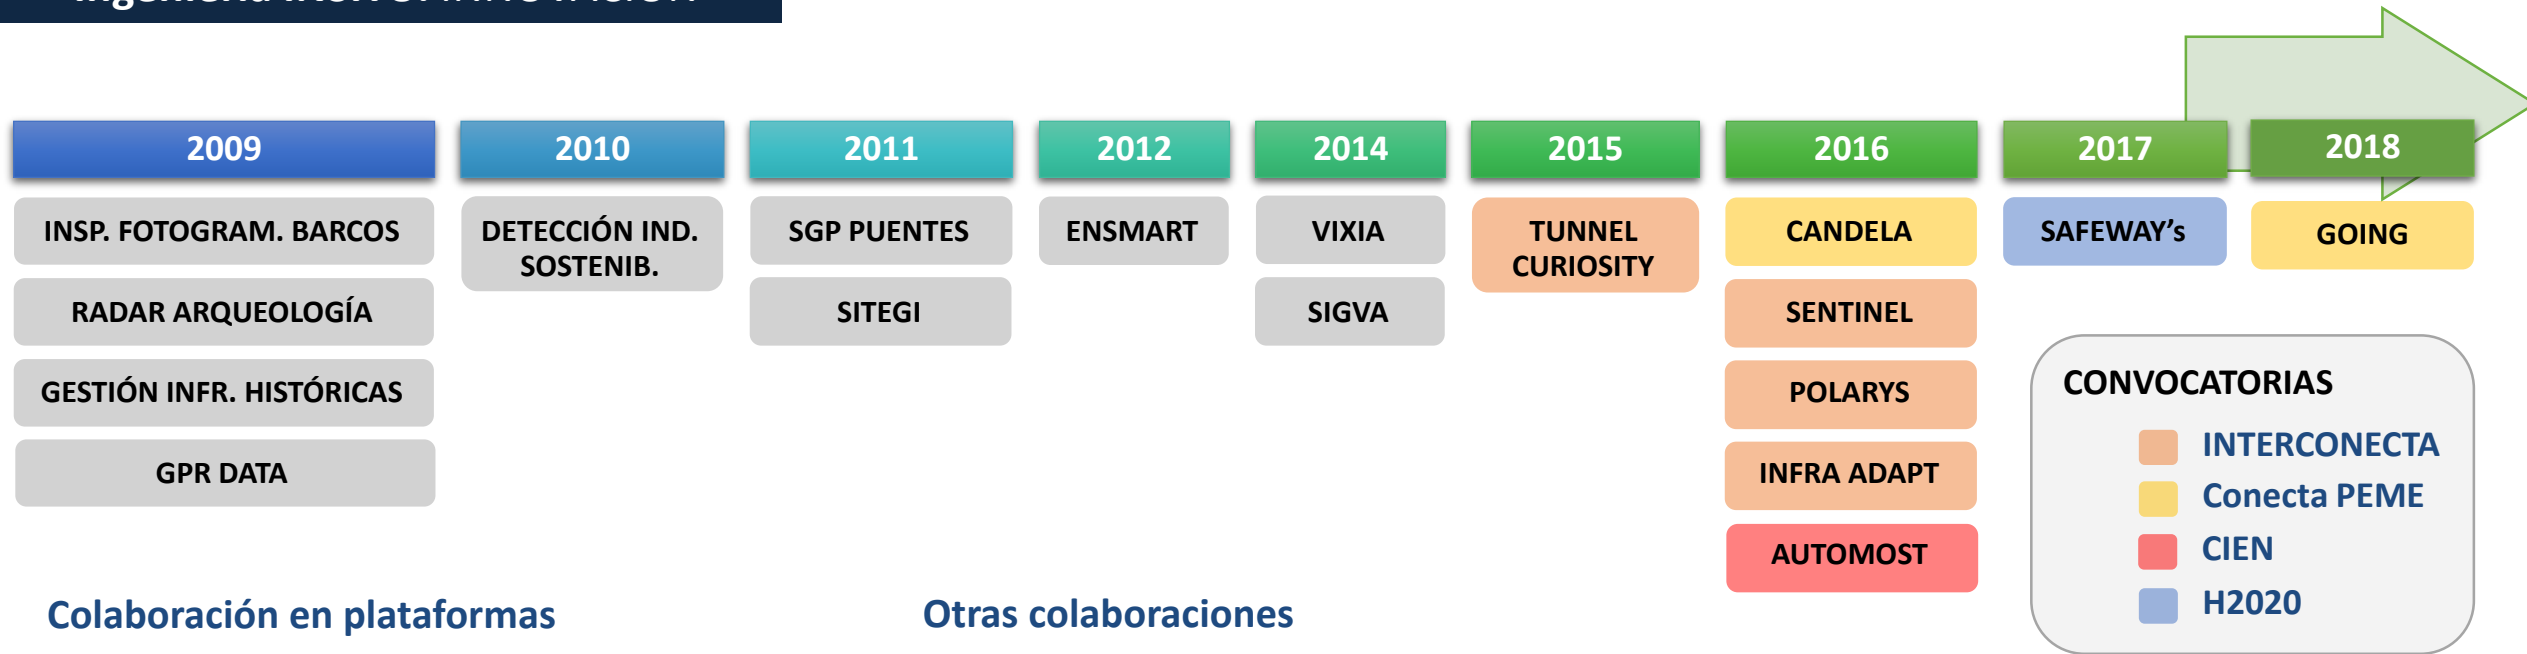 2009
2010
2011
2012
2014
2015
2016
2017
2018
INSP. FOTOGRAM. BARCOS
RADAR ARQUEOLOGÍA
GESTIÓN INFR. HISTÓRICAS
GPR DATA
DETECCIÓN IND.
SOSTENIB.
SGP PUENTES
SITEGI
ENSMART
VIXIA
SIGVA
TUNNEL
CURIOSITY
CANDELA
SENTINEL
POLARYS
INFRA ADAPT
AUTOMOST
SAFEWAY's
GOING
CONVOCATORIAS
INTERCONECTA
Conecta PEME
CIEN
H2020
Colaboración en plataformas
Otras colaboraciones